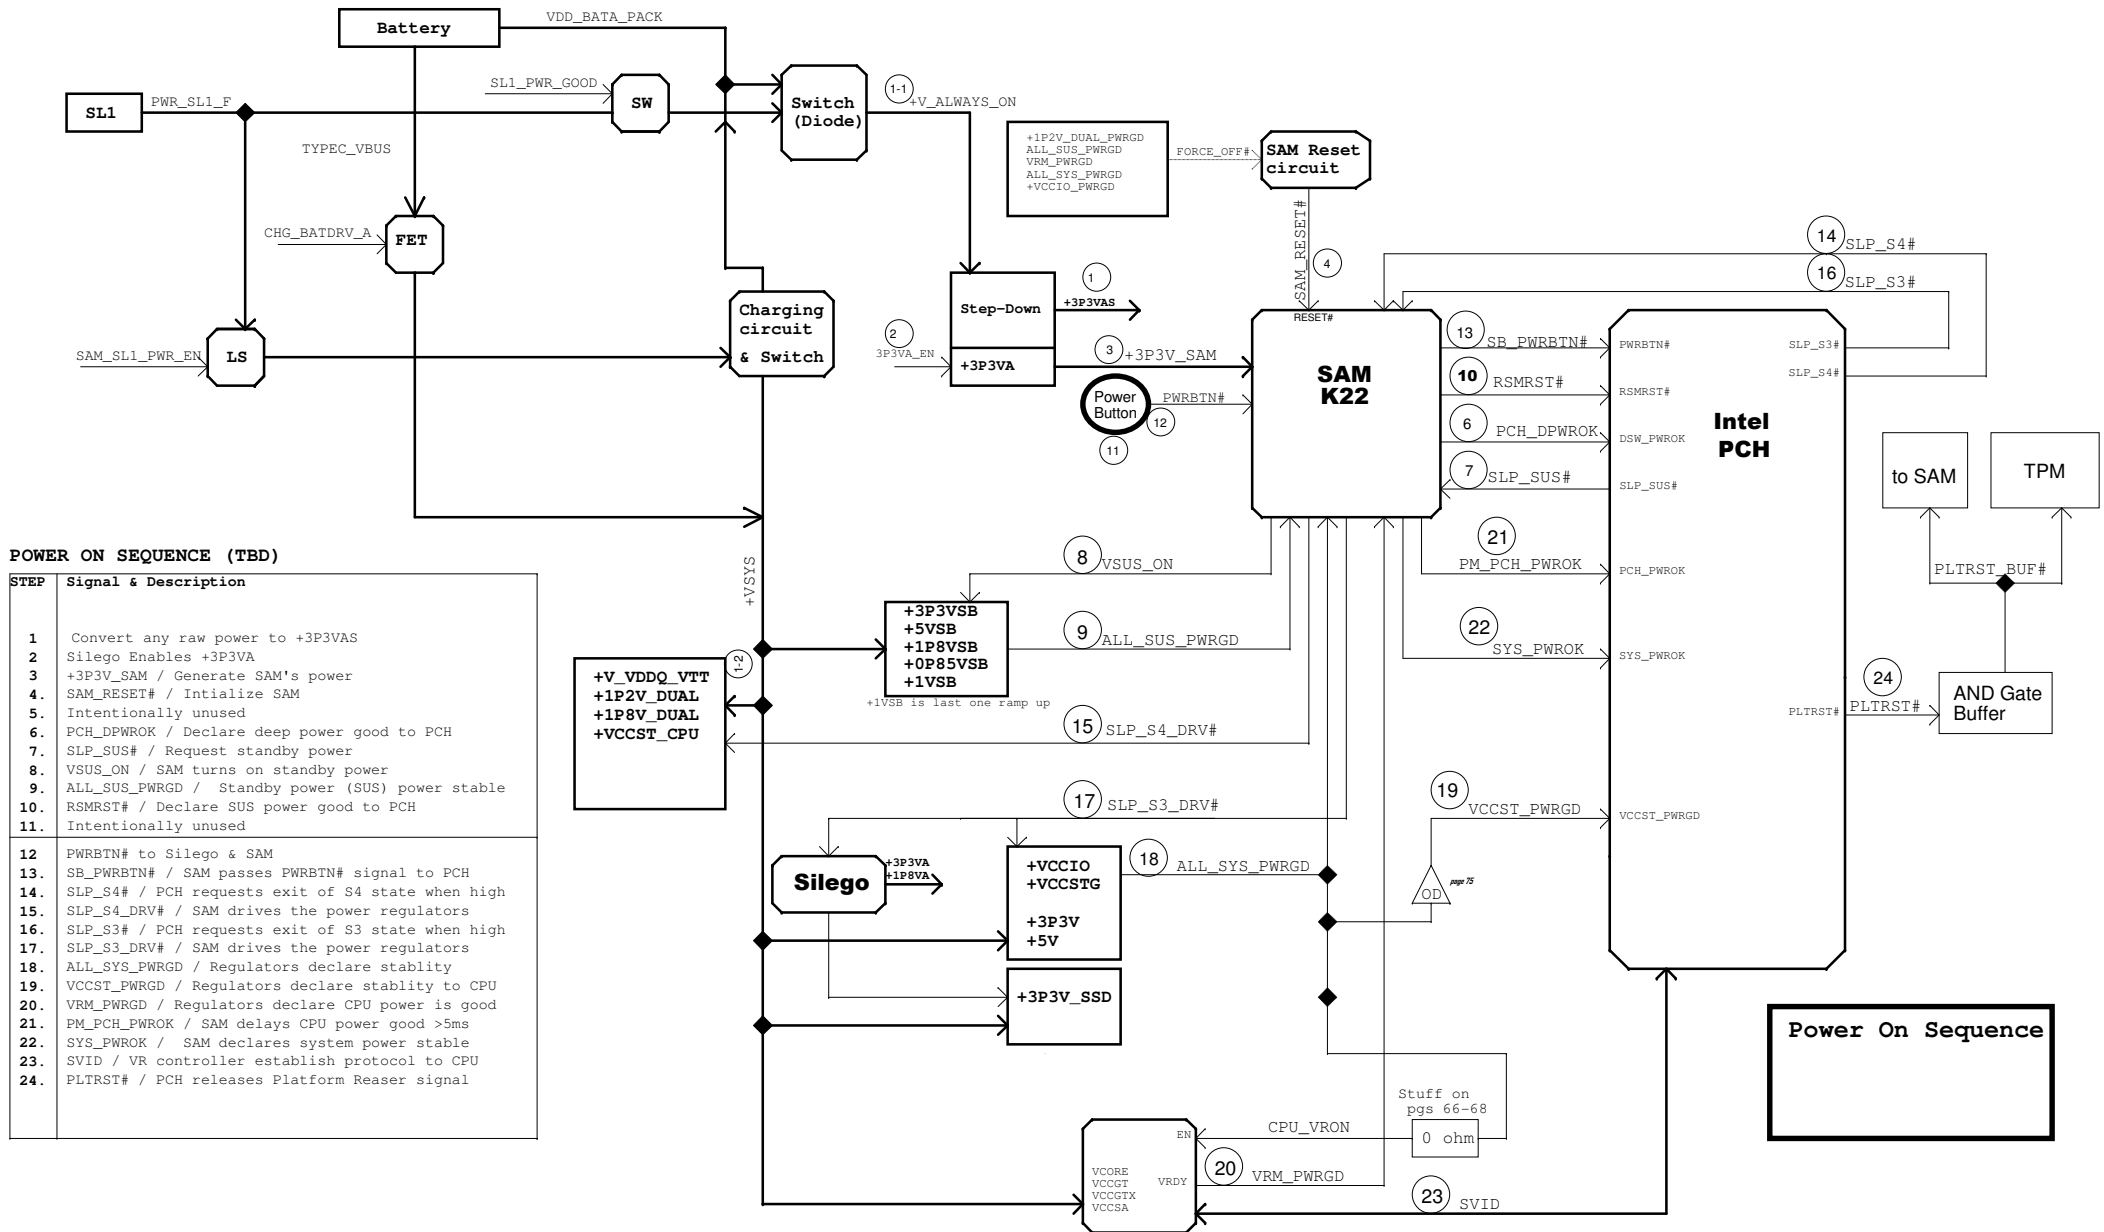 Battery
VDD_BATA_PACK
SL1
PWR_SL1_F
SL1_PWR_GOOD
SW
Switch
(Diode)
1-1
+V_ALWAYS_ON
TYPEC_VBUS
CHG_BATDRV_A
FET
+1P2V_DUAL_PWRGD
ALL_SUS_PWRGD
VRM_PWRGD
ALL_SYS_PWRGD
+VCCIO_PWRGD
FORCE_OFF#
SAM Reset
circuit
SAM_RESET#
4
14
SLP_S4#
16
SLP_S3#
SAM_SL1_PWR_EN
LS
Charging
circuit
& Switch
Step-Down
1
+3P3VAS
2
3P3VA_EN
+3P3VA
3
+3P3V_SAM
Power
Button
PWRBTN#
12
11
RESET#
SAM
K22
13
SB_PWRBTN#
10
RSMRST#
6
PCH_DPWROK
7
SLP_SUS#
PWRBTN#
RSMRST#
DSW_PWROK
SLP_SUS#
SLP_S3#
SLP_S4#
Intel
PCH
to SAM
TPM
PLTRST_BUF#
21
PM_PCH_PWROK
PCH_PWROK
22
SYS_PWROK
SYS_PWROK
24
PLTRST#
PLTRST#
AND Gate
Buffer
+VSYS
8
VSUS_ON
+3P3VSB
+5VSB
+1P8VSB
+0P85VSB
+1VSB
+1VSB is last one ramp up
9
ALL_SUS_PWRGD
1-2
+V_VDDQ_VTT
+1P2V_DUAL
+1P8V_DUAL
+VCCST_CPU
15
SLP_S4_DRV#
17
SLP_S3_DRV#
Silego
+3P3VA
+1P8VA
+VCCIO
+VCCSTG
+3P3V
+5V
18
ALL_SYS_PWRGD
+3P3V_SSD
19
VCCST_PWRGD
VCCST_PWRGD
OD
page 75
Stuff on
pgs 66-68
0 ohm
CPU_VRON
EN
VCORE
VCCGT
VCCGTX
VCCSA
VRDY
20
VRM_PWRGD
23
SVID
POWER ON SEQUENCE (TBD)
STEP Signal & Description
1 Convert any raw power to +3P3VAS
2 Silego Enables +3P3VA
3 +3P3V_SAM / Generate SAM's power
4. SAM_RESET# / Intialize SAM
5. Intentionally unused
6. PCH_DPWROK / Declare deep power good to PCH
7. SLP_SUS# / Request standby power
8. VSUS_ON / SAM turns on standby power
9. ALL_SUS_PWRGD / Standby power (SUS) power stable
10. RSMRST# / Declare SUS power good to PCH
11. Intentionally unused
12 PWRBTN# to Silego & SAM
13. SB_PWRBTN# / SAM passes PWRBTN# signal to PCH
14. SLP_S4# / PCH requests exit of S4 state when high
15. SLP_S4_DRV# / SAM drives the power regulators
16. SLP_S3# / PCH requests exit of S3 state when high
17. SLP_S3_DRV# / SAM drives the power regulators
18. ALL_SYS_PWRGD / Regulators declare stablity
19. VCCST_PWRGD / Regulators declare stablity to CPU
20. VRM_PWRGD / Regulators declare CPU power is good
21. PM_PCH_PWROK / SAM delays CPU power good >5ms
22. SYS_PWROK / SAM declares system power stable
23. SVID / VR controller establish protocol to CPU
24. PLTRST# / PCH releases Platform Reaser signal
Power On Sequence